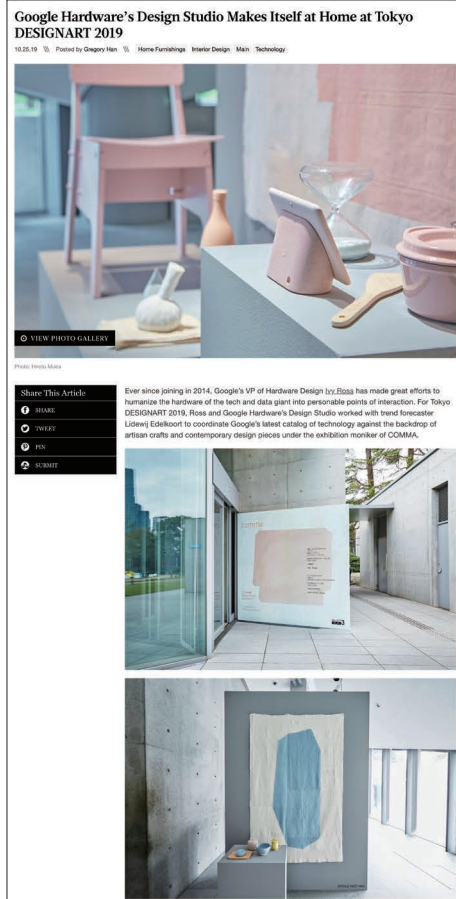 Google Hardware's Design Studio Makes Itself at Home at Tokyo
DESIGNART 2019
10.25.19 \\ Posted by Gregory Han \\ Home Furnishings Interior Design Main Technology
VIEW PHOTO GALLERY
Share This Article
SHARE
TWEET
PIN
SUBMIT
Ever since joining in 2014, Google's VP of Hardware Design Ivy Ross has made great efforts to
humanize the hardware of the tech and data giant into personable points of interaction. For Tokyo
DESIGNART 2019, Ross and Google Hardware's Design Studio worked with trend forecaster
Lidewij Edelkoort to coordinate Google's latest catalog of technology against the backdrop of
artisan crafts and contemporary design pieces under the exhibition moniker of COMMA.
comma